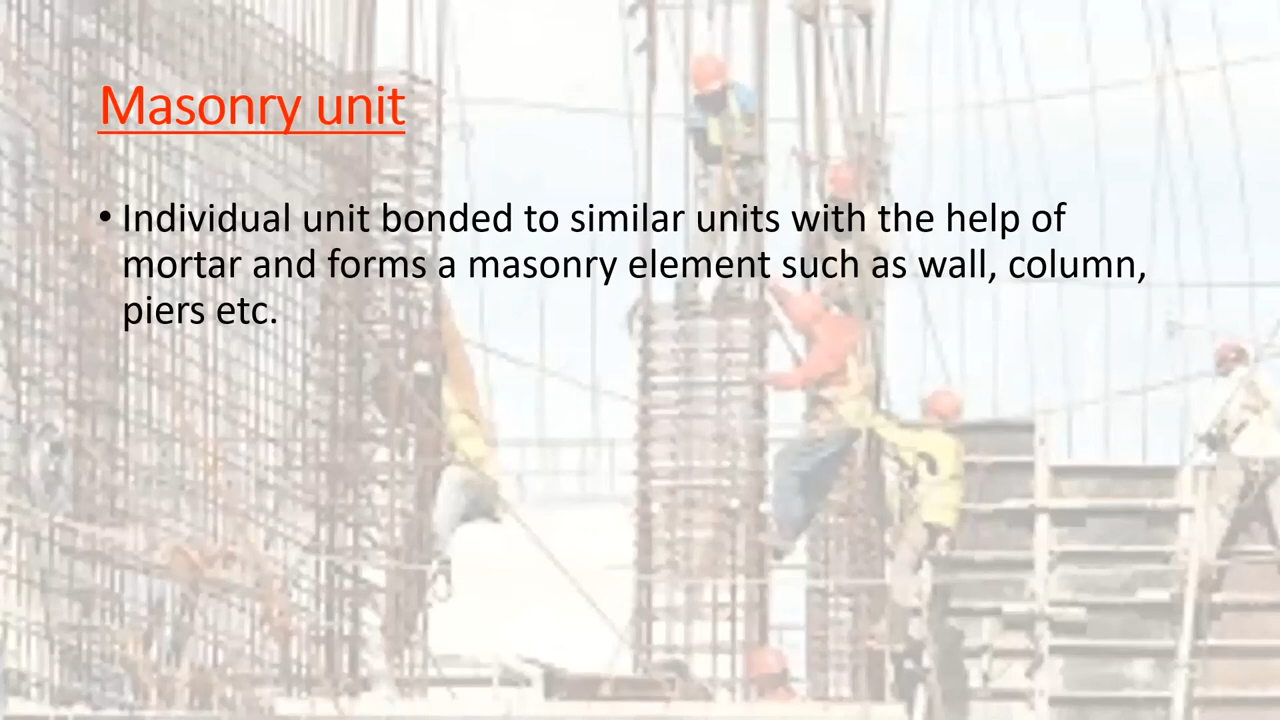 Masonry unit
• Individual unit bonded to similar units with the help of
mortar and forms a masonry element such as wall, column,
piers etc.